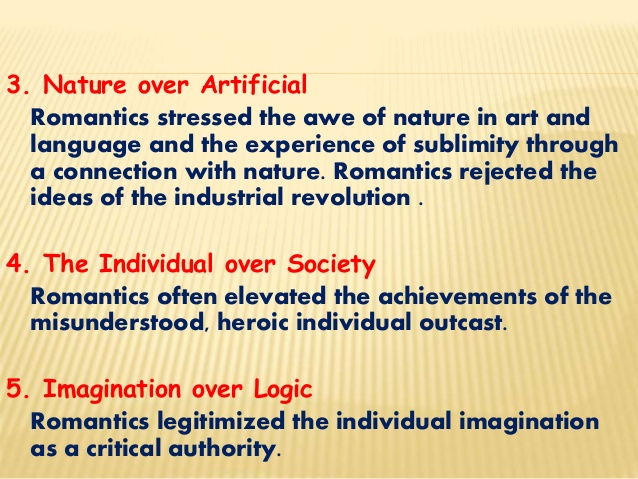 3. Nature over Artificial
Romantics stressed the awe of nature in art and
language and the experience of sublimity through
a connection with nature. Romantics rejected the
ideas of the industrial revolution .
4. The Individual over Society
Romantics often elevated the achievements of the
misunderstood, heroic individual outcast.
5. Imagination over Logic
Romantics legitimized the individual imagination
as a critical authority.